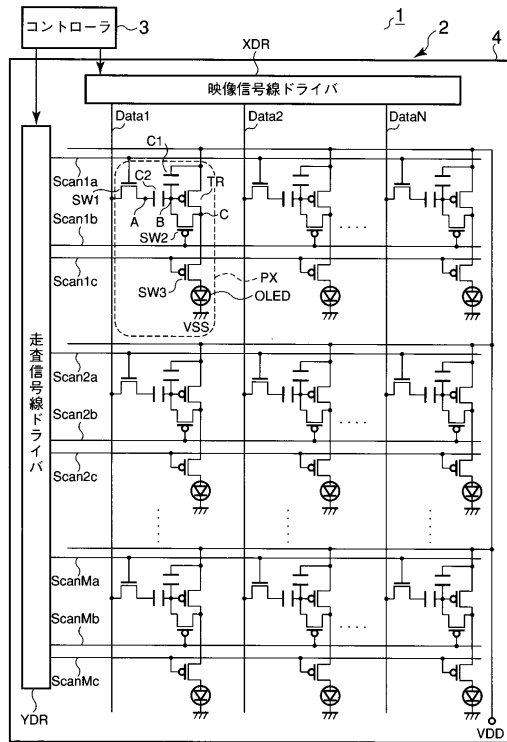 1
コントローラ
3
XDR
2
4
映像信号線ドライバ
Data1
Data2
DataN
C1
Scan1a
SW1
C2
TR
Scan1b
A
B
C
SW2
Scan1c
SW3
PX
OLED
VSS
走査信号線ドライバ
Scan2a
Scan2b
Scan2c
ScanMa
ScanMb
ScanMc
YDR
VDD